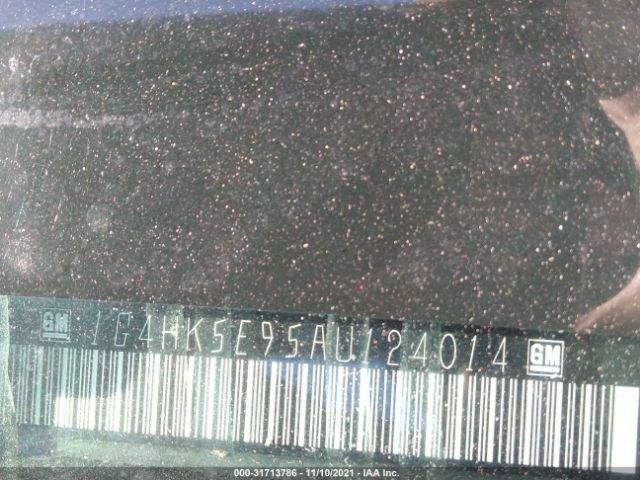 GM 1G4HK5E95AU124014 GM
000-31713786 - 11/10/2021 - IAA Inc.